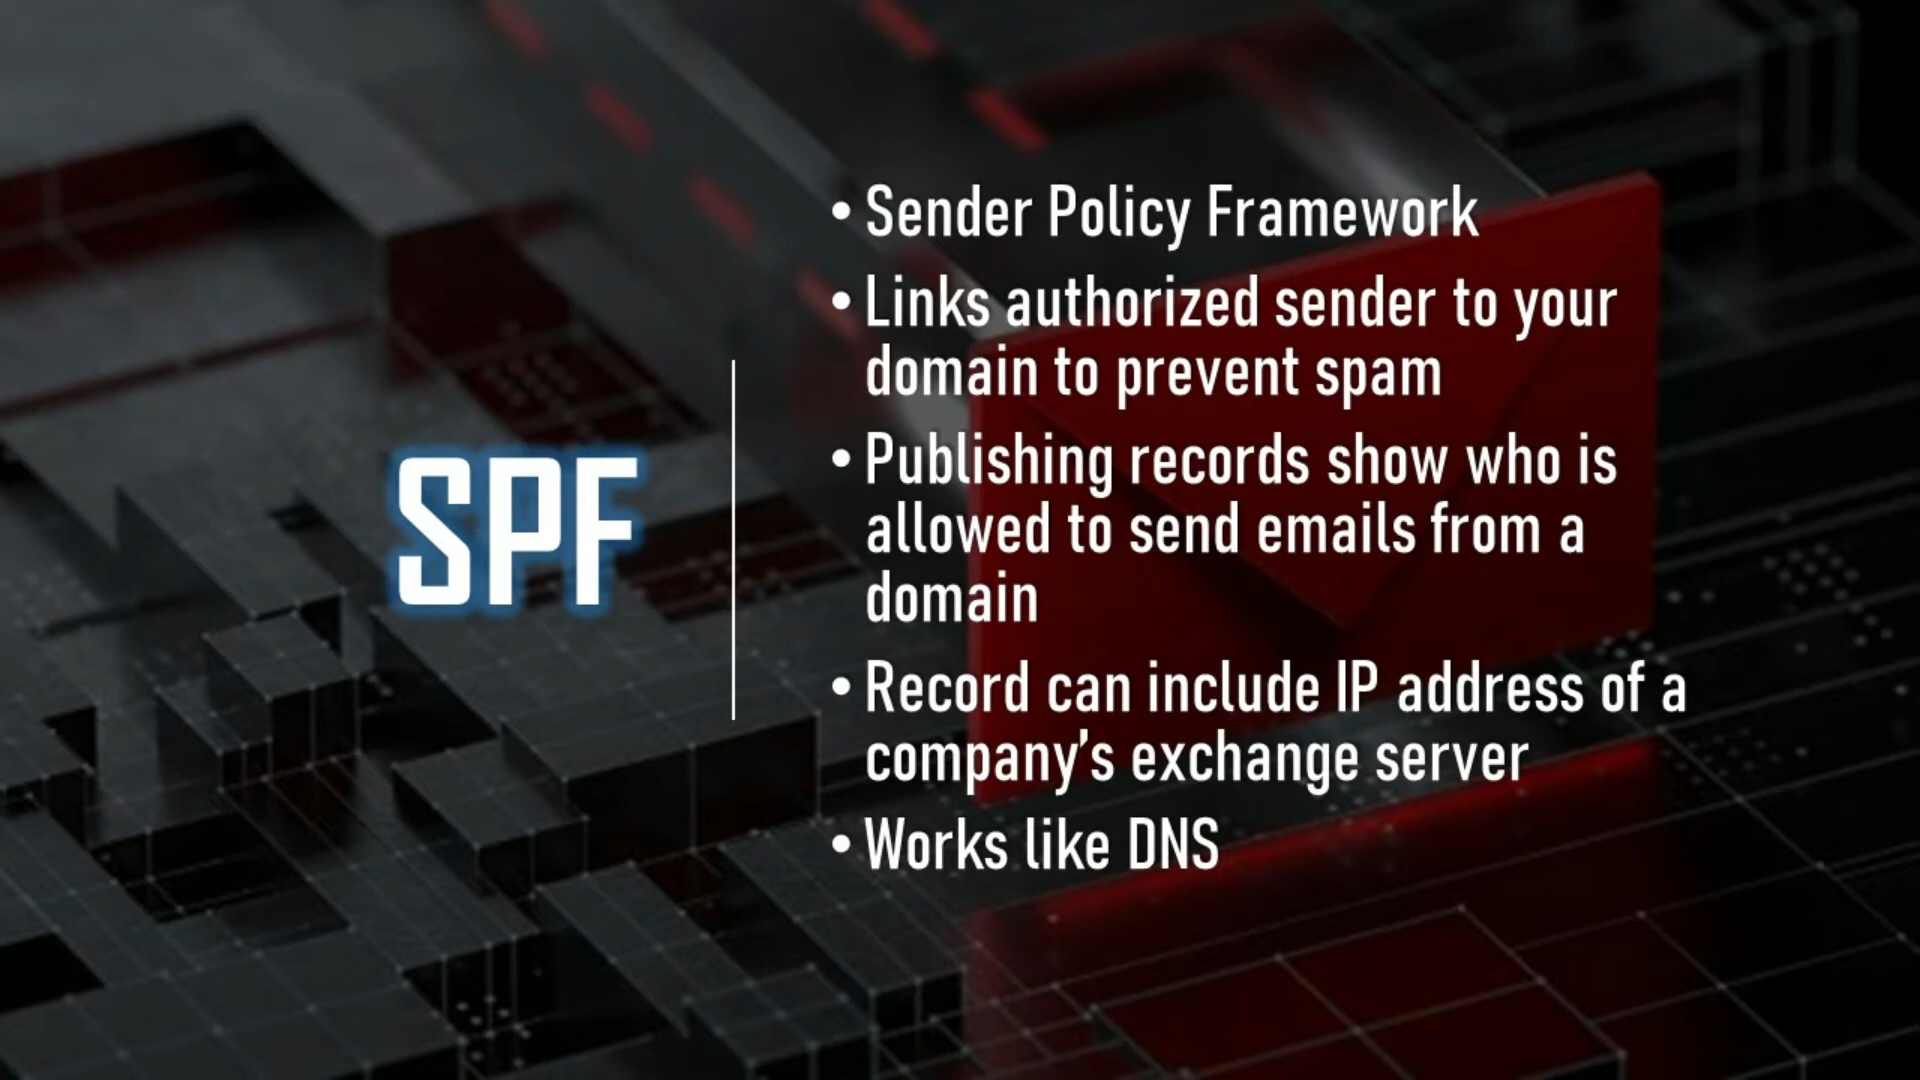 SPF
• Sender Policy Framework
• Links authorized sender to your
domain to prevent spam
• Publishing records show who is
allowed to send emails from a
domain
• Record can include IP address of a
company's exchange server
• Works like DNS